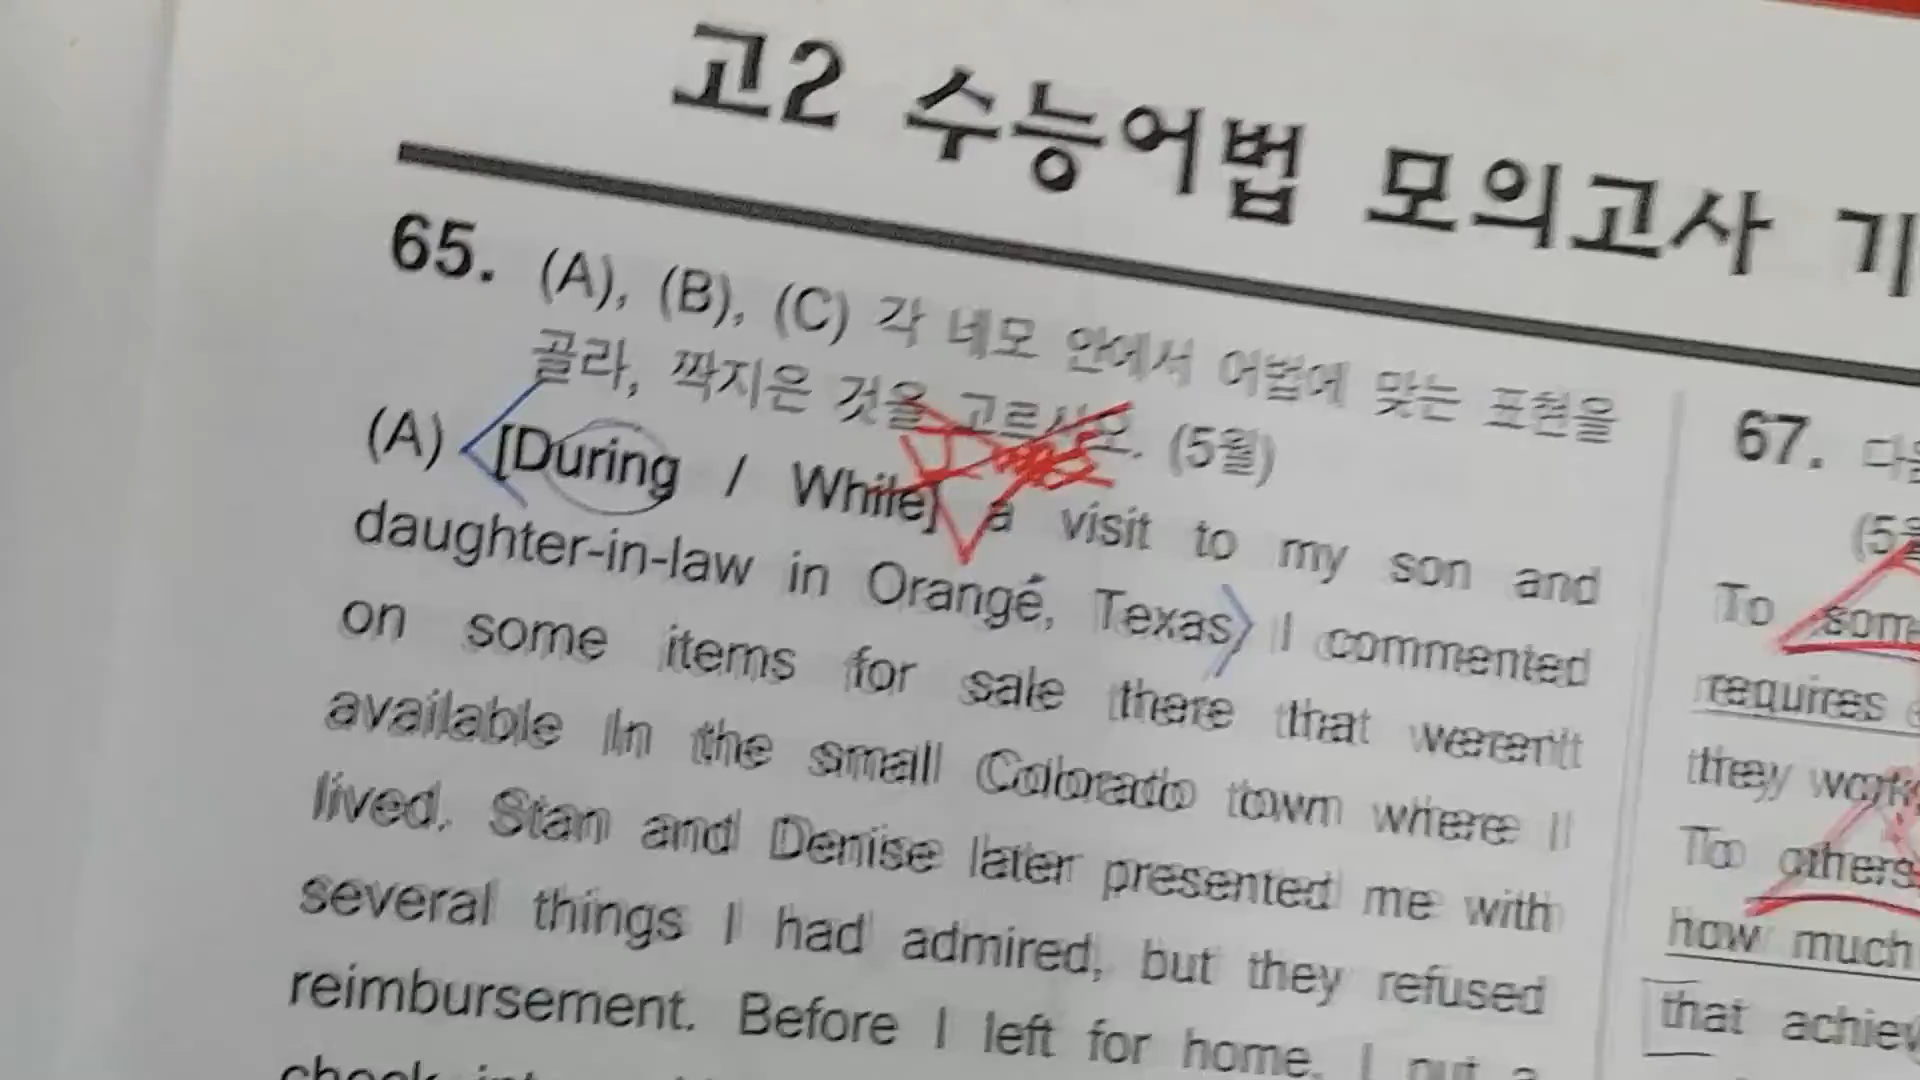 고2 수능어법 모의고사 기
65. (A), (B), (C) 각 네모 안에서 어법에 맞는 표현을
골라, 짝지은 것을 고르시오. (5월)
(A) [During / While] a visit to my son and
daughter-in-law in Orange, Texas, I commented
on some items for sale there that weren't
available in the small Colorado town where I
lived. Stan and Denise later presented me with
several things I had admired, but they refused
reimbursement. Before I left for home, I put a
check
67.
To
requires
they work
To others
how much
that